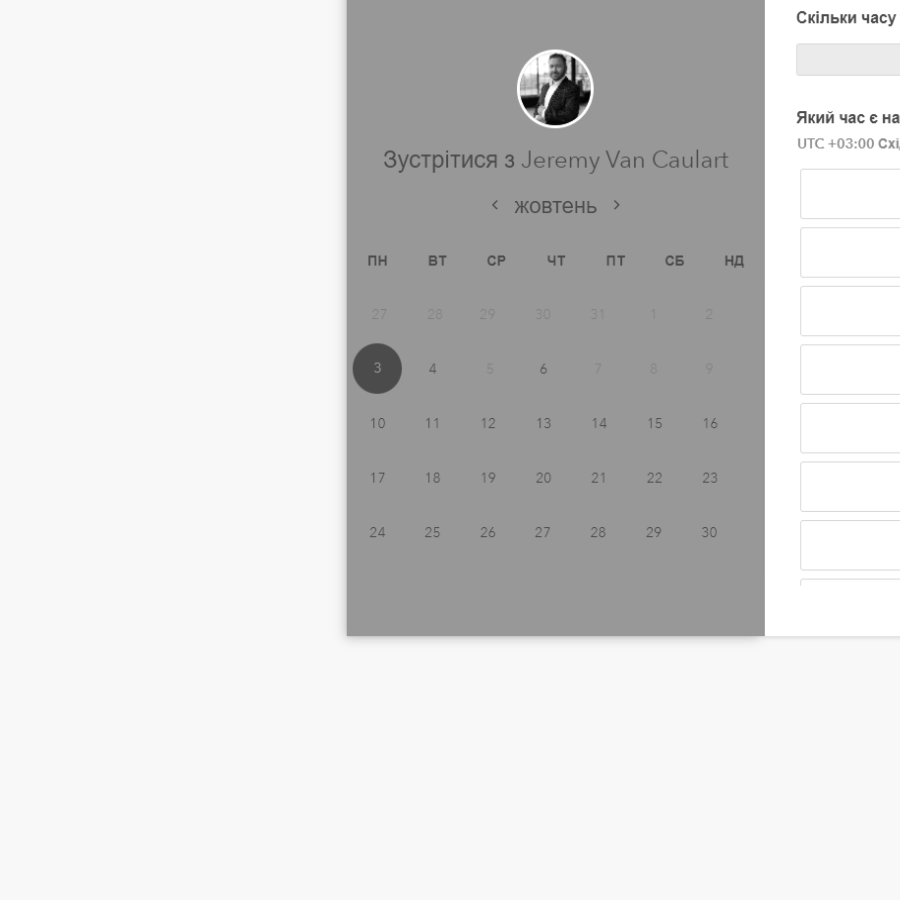 Зустрітися з Jeremy Van Caulart
‹ жовтень ›
ПН ВТ СР ЧТ ПТ СБ НД
27 28 29 30 31 1 2
3 4 5 6 7 8 9
10 11 12 13 14 15 16
17 18 19 20 21 22 23
24 25 26 27 28 29 30
Скільки часу
Який час є на
UTC +03:00